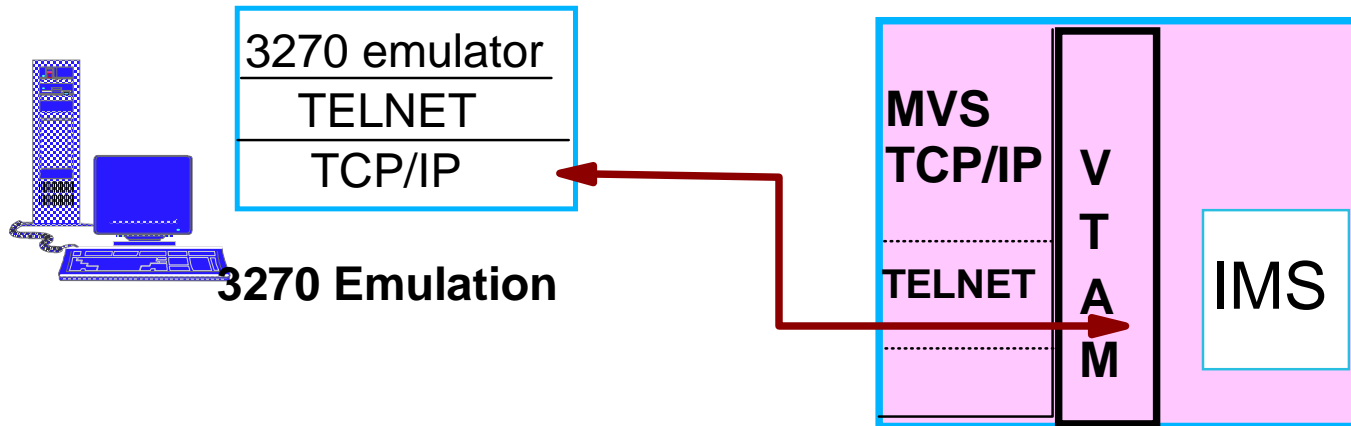 3270 emulator
TELNET
TCP/IP
3270 Emulation
MVS
TCP/IP
TELNET
V
T
A
M
IMS